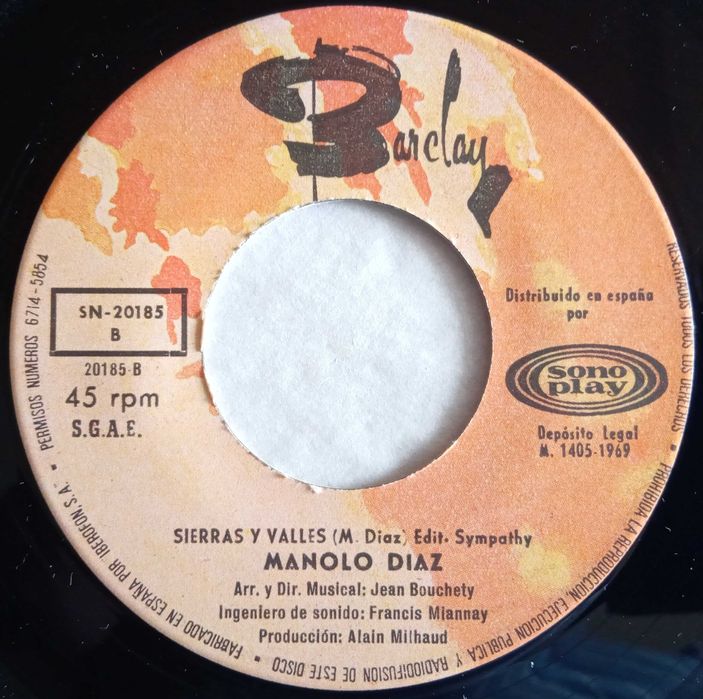 Barclay
SN-20185
B
20185-B
45 rpm
S.G.A.E.
Distribuido en españa
por
sono
play
Depósito Legal
M. 1405-1969
SIERRAS Y VALLES (M. Diaz) Edit. Sympathy
MANOLO DIAZ
Arr. y Dir. Musical: Jean Bouchety
Ingeniero de sonido: Francis Miannay
Producción: Alain Milhaud
RESERVADOS TODOS LOS DERECHOS • PROHIBIDA LA REPRODUCCION, EJECUCION PUBLICA Y RADIODIFUSION DE ESTE DISCO
FABRICADO EN ESPAÑA POR IBEROFON, S. A. • PERMISOS NUMEROS 6714-5854